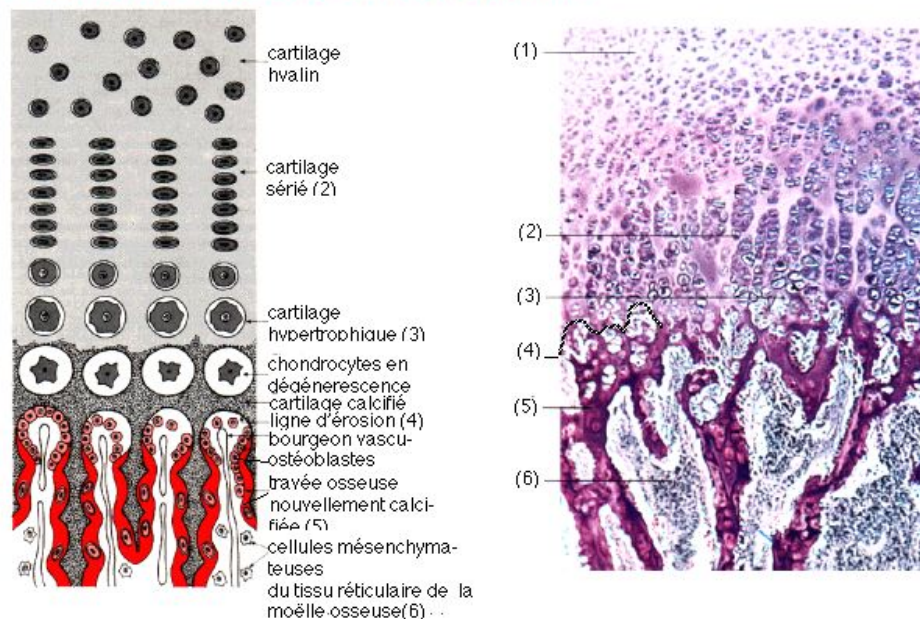 cartilage
hyalin
cartilage
sérié (2)
cartilage
hypertrophique (3)
chondrocytes en
dégénerescence
cartilage calcifié
ligne d'érosion (4)
bourgeon vascu-
ostéoblastes
travée osseuse
nouvellement calci-
fiée (5)
cellules mésenchyma-
teuses
du tissu réticulaire de la
moëlle osseuse(6)
(1)
(2)
(3)
(4)
(5)
(6)